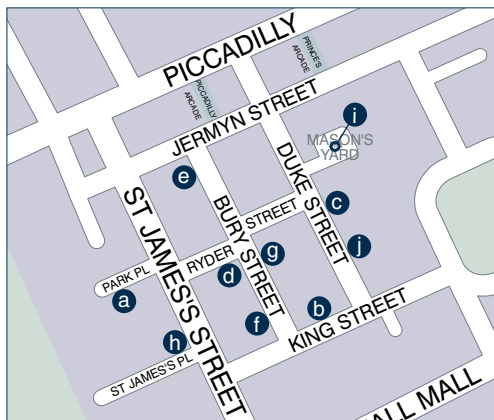 PICCADILLY
PRINCE'S
ARCADE
PICCADILLY
ARCADE
JERMYN STREET
i
MASON'S
YARD
e
DUKE STREET
c
ST JAMES'S STREET
BURY STREET
RYDER STREET
j
g
d
PARK PL
a
b
f
KING STREET
h
ST JAMES'S PL
ALL MALL